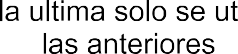 la ultima solo se ut
las anteriores